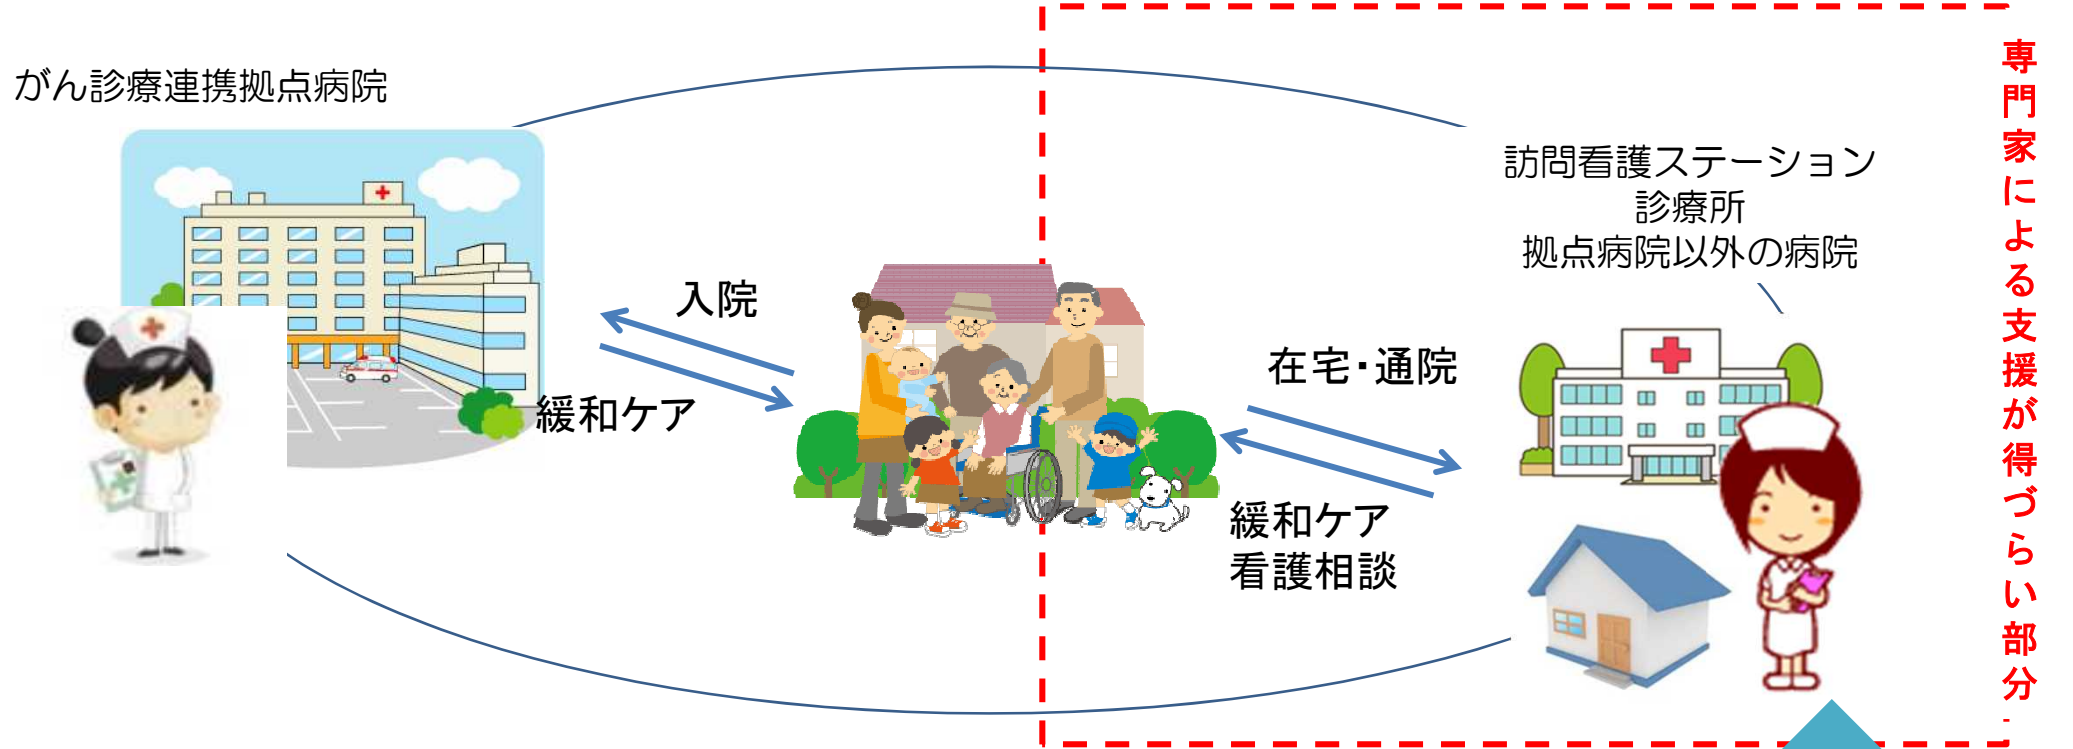 がん診療連携拠点病院
入院
緩和ケア
訪問看護ステーション
診療所
拠点病院以外の病院
在宅・通院
緩和ケア
看護相談
専門家による支援が得づらい部分